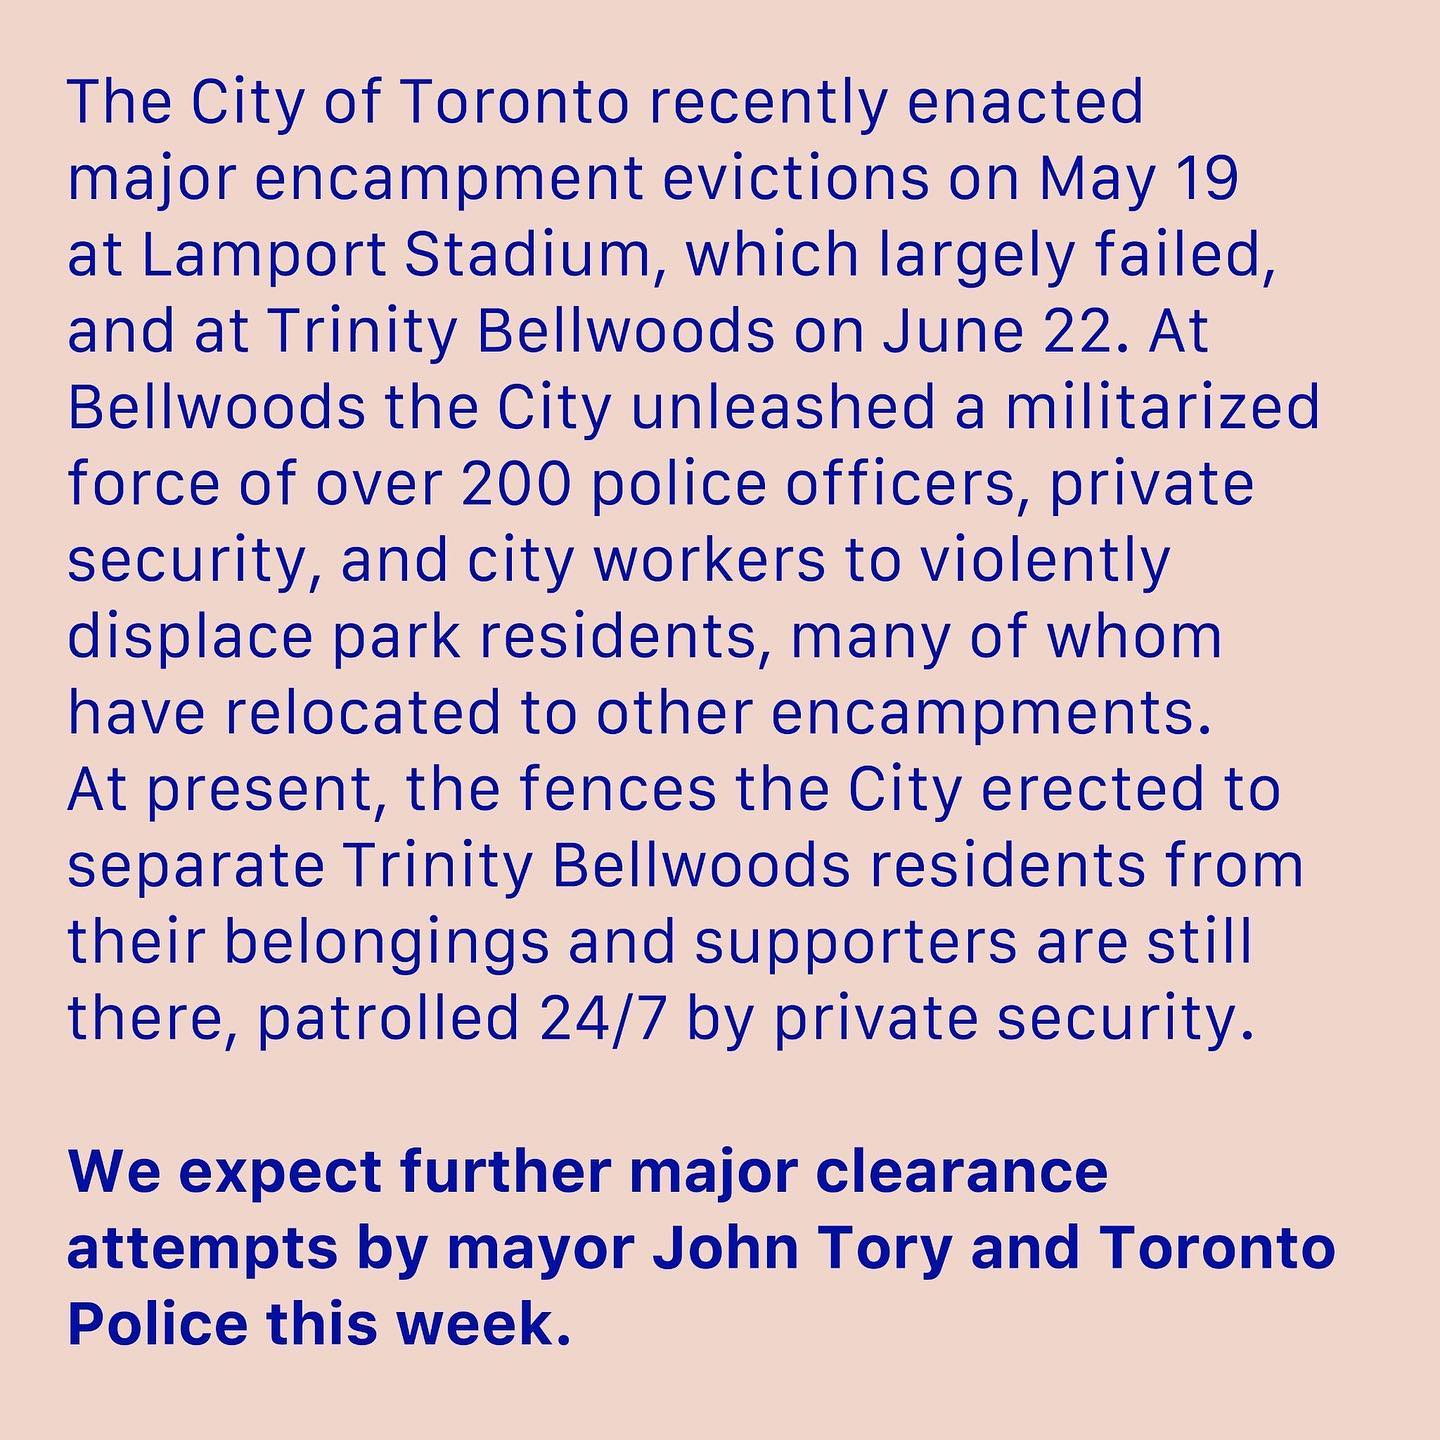 The City of Toronto recently enacted
major encampment evictions on May 19
at Lamport Stadium, which largely failed,
and at Trinity Bellwoods on June 22. At
Bellwoods the City unleashed a militarized
force of over 200 police officers, private
security, and city workers to violently
displace park residents, many of whom
have relocated to other encampments.
At present, the fences the City erected to
separate Trinity Bellwoods residents from
their belongings and supporters are still
there, patrolled 24/7 by private security.
We expect further major clearance
attempts by mayor John Tory and Toronto
Police this week.